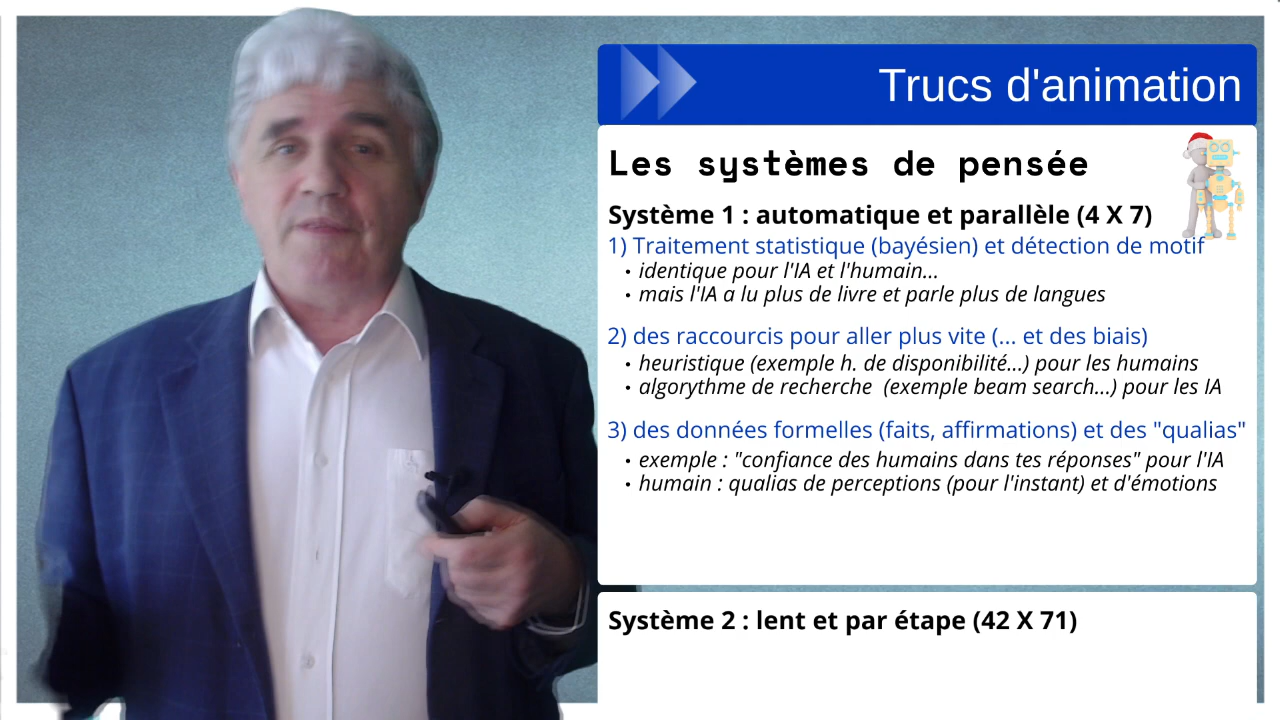 Trucs d'animation
Les systèmes de pensée
Système 1 : automatique et parallèle (4 X 7)
1) Traitement statistique (bayésien) et détection de motif
• identique pour l'IA et l'humain...
• mais l'IA a lu plus de livre et parle plus de langues
2) des raccourcis pour aller plus vite (... et des biais)
• heuristique (exemple h. de disponibilité...) pour les humains
• algorythme de recherche (exemple beam search...) pour les IA
3) des données formelles (faits, affirmations) et des "qualias"
• exemple : "confiance des humains dans tes réponses" pour l'IA
• humain : qualias de perceptions (pour l'instant) et d'émotions
Système 2 : lent et par étape (42 X 71)